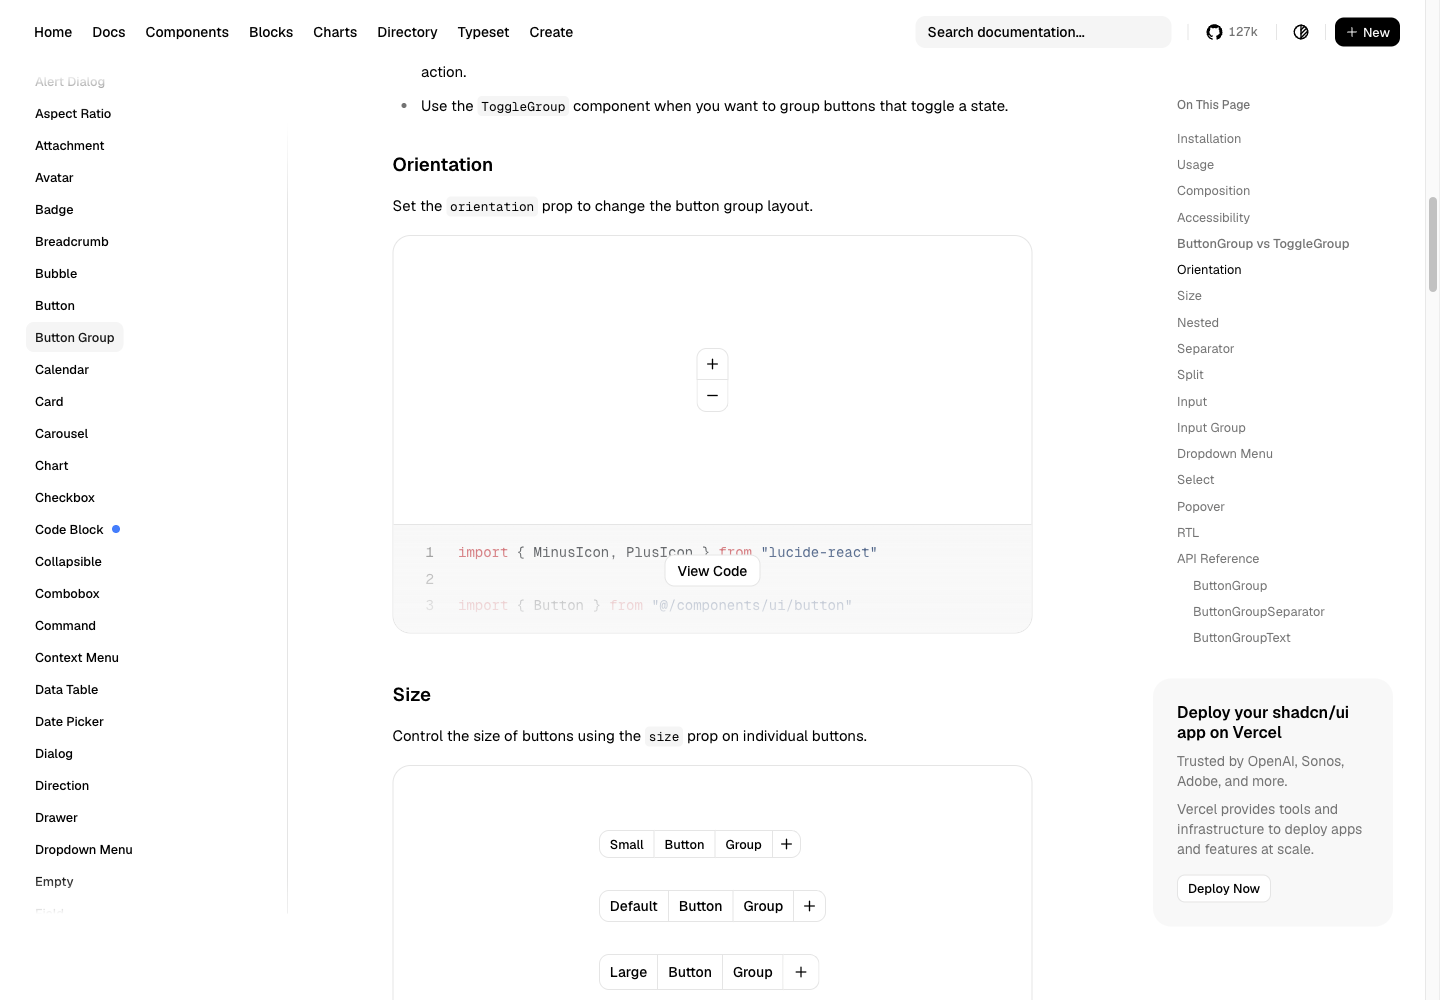 Home Docs Components Blocks Charts Directory Typeset Create Search documentation... 127k New
Alert Dialog
Aspect Ratio
Attachment
Avatar
Badge
Breadcrumb
Bubble
Button
Button Group
Calendar
Card
Carousel
Chart
Checkbox
Code Block
Collapsible
Combobox
Command
Context Menu
Data Table
Date Picker
Dialog
Direction
Drawer
Dropdown Menu
Empty
Field
action.
• Use the ToggleGroup component when you want to group buttons that toggle a state.
Orientation
Set the orientation prop to change the button group layout.
1 import { MinusIcon, PlusIcon } from "lucide-react"
View Code
2
3 import { Button } from "@/components/ui/button"
Size
Control the size of buttons using the size prop on individual buttons.
Small Button Group
Default Button Group
Large Button Group
On This Page
Installation
Usage
Composition
Accessibility
ButtonGroup vs ToggleGroup
Orientation
Size
Nested
Separator
Split
Input
Input Group
Dropdown Menu
Select
Popover
RTL
API Reference
ButtonGroup
ButtonGroupSeparator
ButtonGroupText
Deploy your shadcn/ui
app on Vercel
Trusted by OpenAI, Sonos,
Adobe, and more.
Vercel provides tools and
infrastructure to deploy apps
and features at scale.
Deploy Now